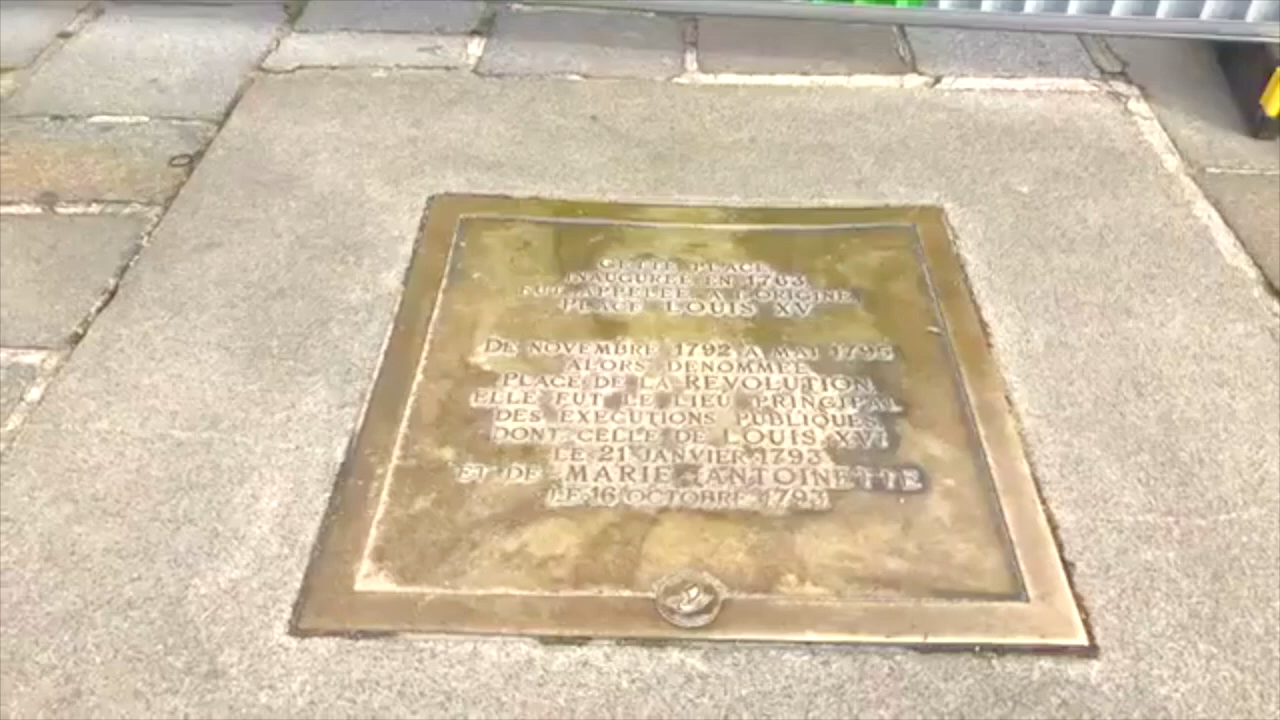 CETTE PLACE
INAUGUREE EN 1763
FUT APPELEE A L'ORIGINE
PLACE LOUIS XV
DE NOVEMBRE 1792 A MAI 1795
ALORS DENOMMEE
PLACE DE LA REVOLUTION
ELLE FUT LE LIEU PRINCIPAL
DES EXECUTIONS PUBLIQUES
DONT CELLE DE LOUIS XVI
LE 21 JANVIER 1793
ET DE MARIE ANTOINETTE
LE 16 OCTOBRE 1793